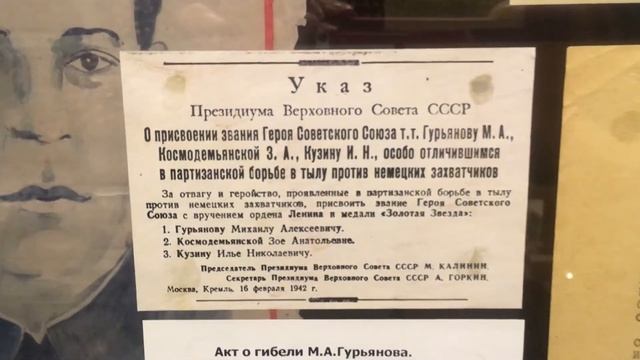 Указ
Президиума Верховного Совета СССР
О присвоении звания Героя Советского Союза т.т. Гурьянову М. А.,
Космодемьянской З. А., Кузину И. Н., особо отличившимся
в партизанской борьбе в тылу против немецких захватчиков
За отвагу и геройство, проявленные в партизанской борьбе в тылу
против немецких захватчиков, присвоить звание Героя Советского
Союза с вручением ордена Ленина и медали «Золотая Звезда»:
1. Гурьянову Михаилу Алексеевичу.
2. Космодемьянской Зое Анатольевне.
3. Кузину Илье Николаевичу.
Председатель Президиума Верховного Совета СССР М. КАЛИНИН.
Секретарь Президиума Верховного Совета СССР А. ГОРКИН.
Москва, Кремль. 16 февраля 1942 г.
Акт о гибели М.А.Гурьянова.